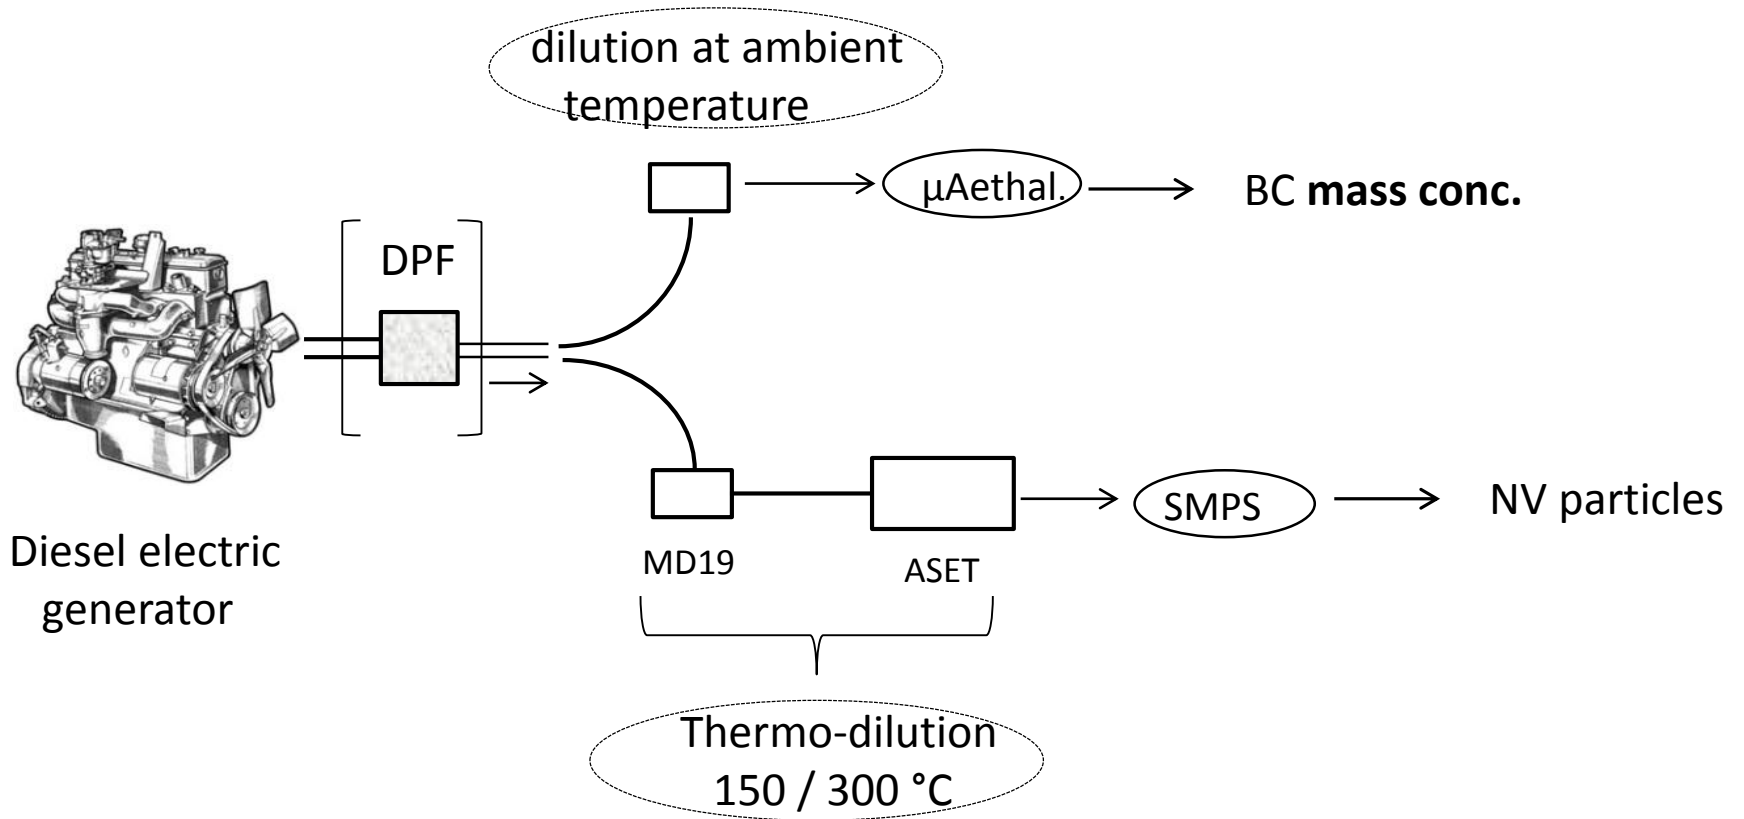 dilution at ambient
temperature
µAethal.
BC mass conc.
DPF
SMPS
NV particles
MD19
ASET
Diesel electric
generator
Thermo-dilution
150 / 300 °C